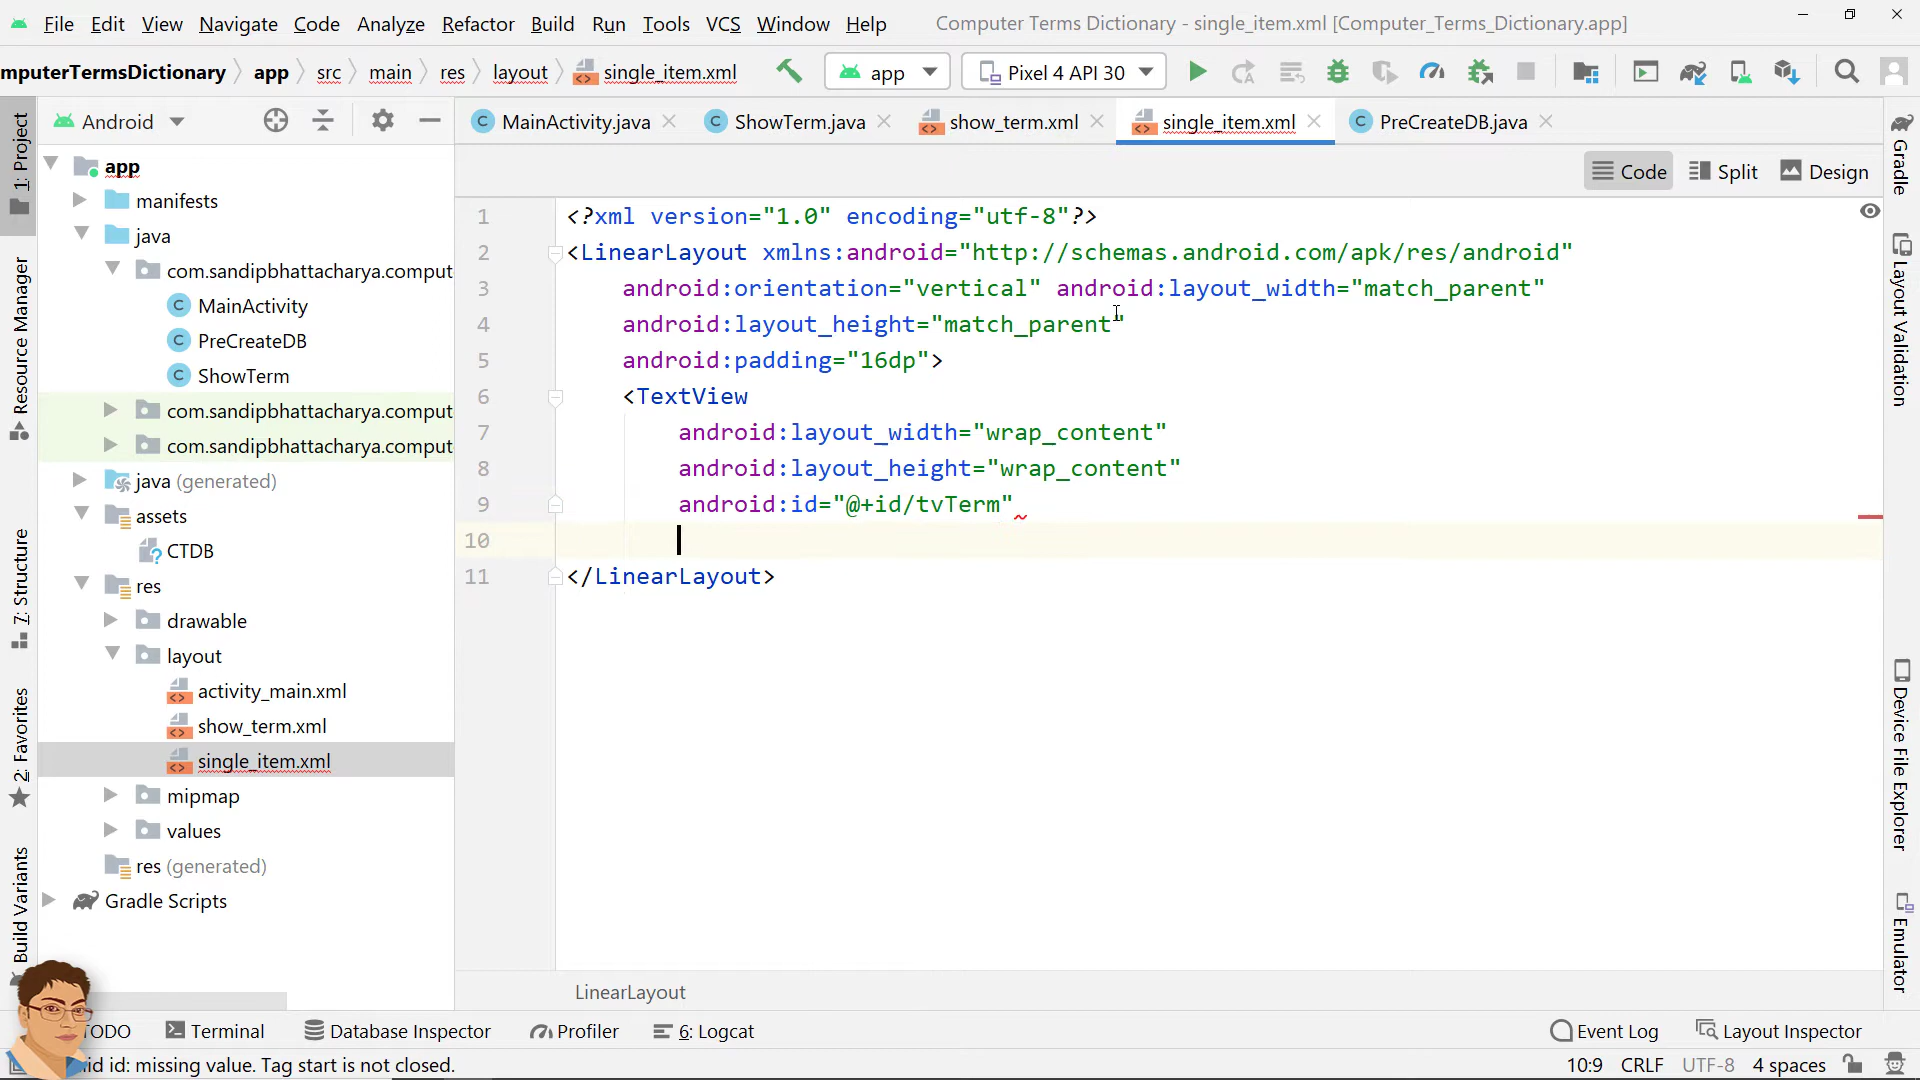 File Edit View Navigate Code Analyze Refactor Build Run Tools VCS Window Help Computer Terms Dictionary - single_item.xml [Computer_Terms_Dictionary.app]
mputerTermsDictionary app src main res layout single_item.xml app Pixel 4 API 30
Android MainActivity.java ShowTerm.java show_term.xml single_item.xml PreCreateDB.java
Code Split Design
1: Project
Resource Manager
7: Structure
2: Favorites
Build Variants
app
manifests
java
com.sandipbhattacharya.comput
MainActivity
PreCreateDB
ShowTerm
com.sandipbhattacharya.comput
com.sandipbhattacharya.comput
java (generated)
assets
CTDB
res
drawable
layout
activity_main.xml
show_term.xml
single_item.xml
mipmap
values
res (generated)
Gradle Scripts
1 <?xml version="1.0" encoding="utf-8"?>
2 <LinearLayout xmlns:android="http://schemas.android.com/apk/res/android"
3 android:orientation="vertical" android:layout_width="match_parent"
4 android:layout_height="match_parent"
5 android:padding="16dp">
6 <TextView
7 android:layout_width="wrap_content"
8 android:layout_height="wrap_content"
9 android:id="@+id/tvTerm"
10
11 </LinearLayout>
Gradle
Layout Validation
Device File Explorer
Emulator
LinearLayout
TODO Terminal Database Inspector Profiler 6: Logcat Event Log Layout Inspector
id id: missing value. Tag start is not closed. 10:9 CRLF UTF-8 4 spaces